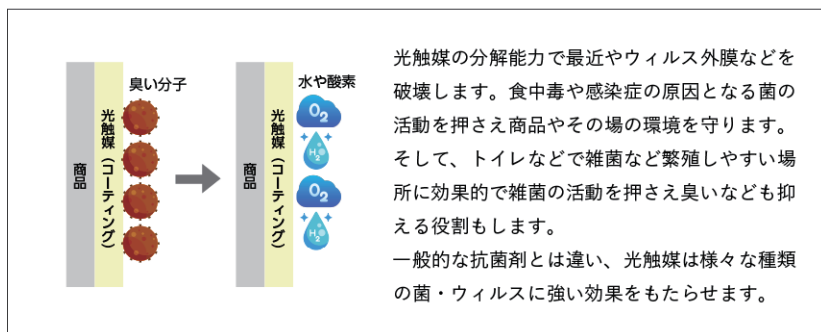 臭い分子
商品
光触媒(コーティング)
水や酸素
商品
光触媒(コーティング)
O2
H2
O2
H2
光触媒の分解能力で最近やウィルス外膜などを
破壊します。食中毒や感染症の原因となる菌の
活動を押さえ商品やその場の環境を守ります。
そして、トイレなどで雑菌など繁殖しやすい場
所に効果的で雑菌の活動を押さえ臭いなども抑
える役割もします。
一般的な抗菌剤とは違い、光触媒は様々な種類
の菌・ウィルスに強い効果をもたらせます。